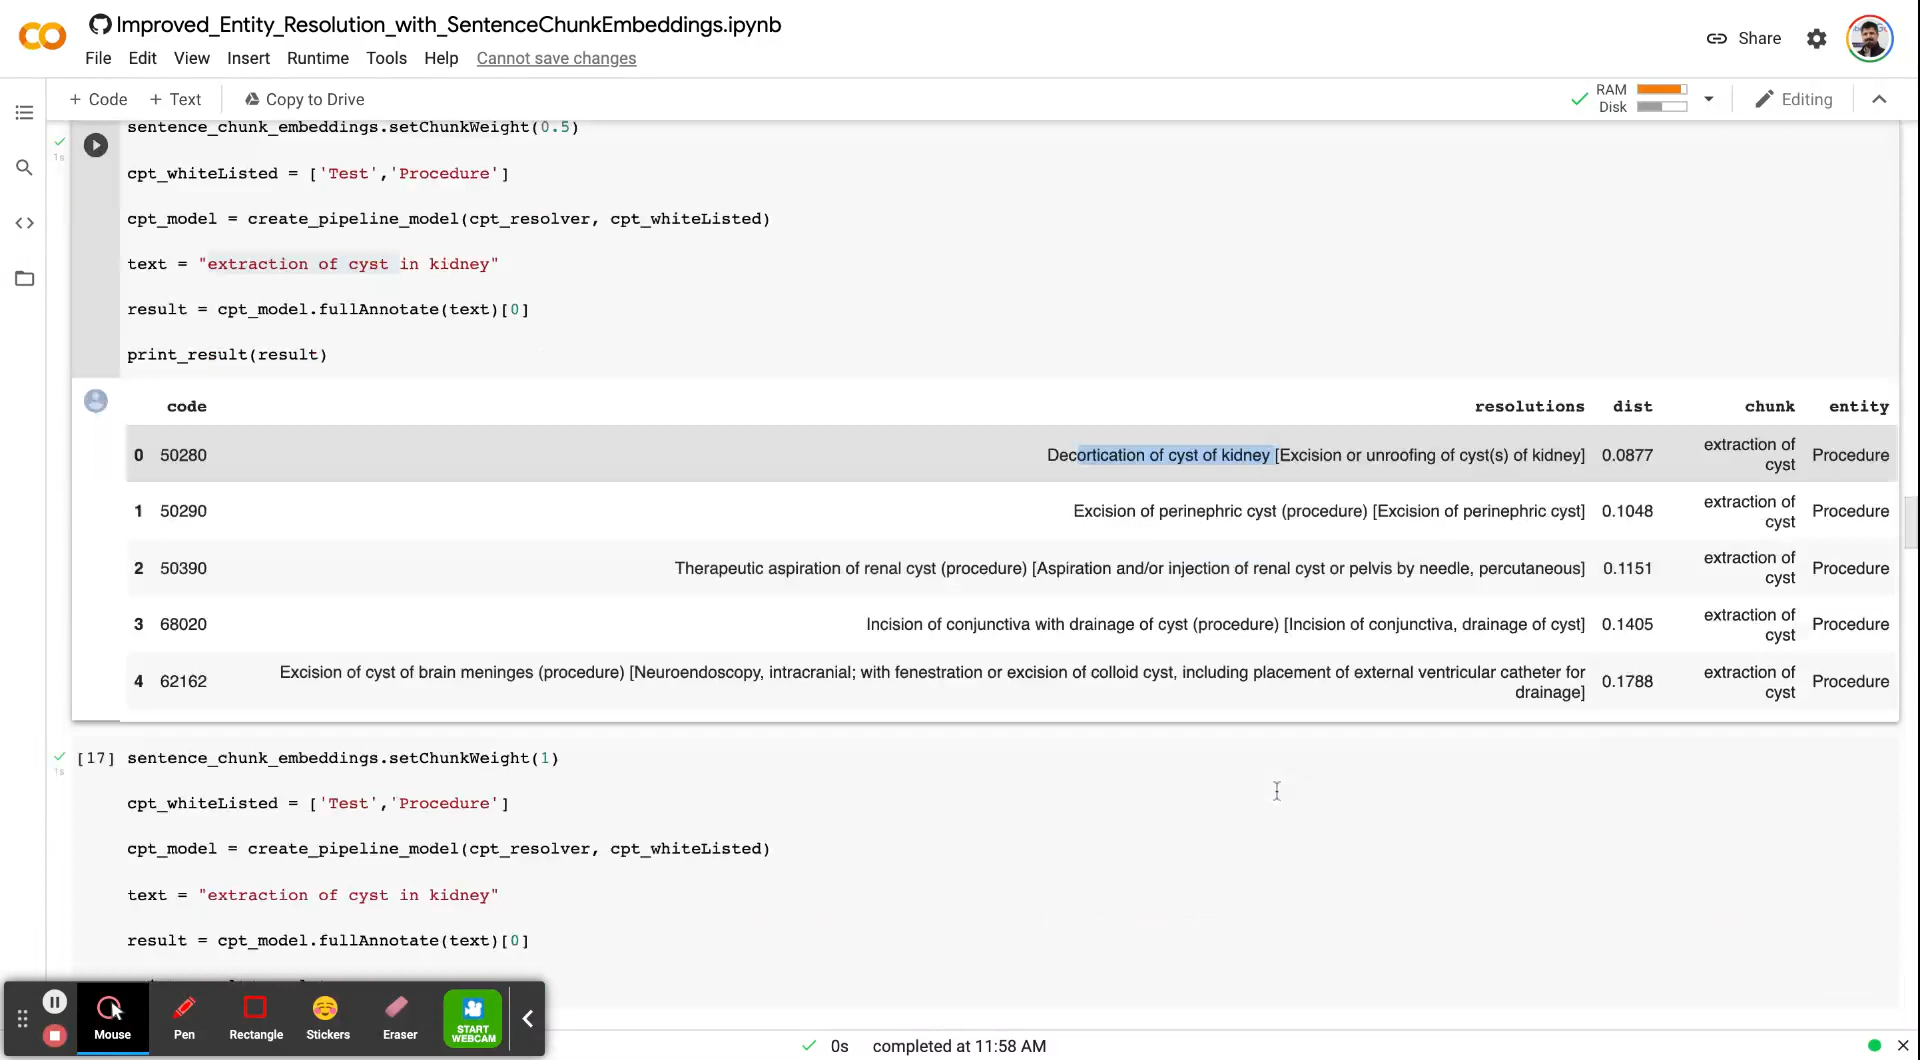 Improved_Entity_Resolution_with_SentenceChunkEmbeddings.ipynb
Share
File Edit View Insert Runtime Tools Help Cannot save changes
+ Code + Text Copy to Drive
RAM
Disk
Editing
sentence_chunk_embeddings.setChunkWeight(0.5)
1s
cpt_whiteListed = ['Test','Procedure']
cpt_model = create_pipeline_model(cpt_resolver, cpt_whiteListed)
text = "extraction of cyst in kidney"
result = cpt_model.fullAnnotate(text)[0]
print_result(result)
code resolutions dist chunk entity
0 50280 Decortication of cyst of kidney [Excision or unroofing of cyst(s) of kidney] 0.0877 extraction of cyst Procedure
1 50290 Excision of perinephric cyst (procedure) [Excision of perinephric cyst] 0.1048 extraction of cyst Procedure
2 50390 Therapeutic aspiration of renal cyst (procedure) [Aspiration and/or injection of renal cyst or pelvis by needle, percutaneous] 0.1151 extraction of cyst Procedure
3 68020 Incision of conjunctiva with drainage of cyst (procedure) [Incision of conjunctiva, drainage of cyst] 0.1405 extraction of cyst Procedure
4 62162 Excision of cyst of brain meninges (procedure) [Neuroendoscopy, intracranial; with fenestration or excision of colloid cyst, including placement of external ventricular catheter for drainage] 0.1788 extraction of cyst Procedure
[17] sentence_chunk_embeddings.setChunkWeight(1)
1s
cpt_whiteListed = ['Test','Procedure']
cpt_model = create_pipeline_model(cpt_resolver, cpt_whiteListed)
text = "extraction of cyst in kidney"
result = cpt_model.fullAnnotate(text)[0]
Mouse Pen Rectangle Stickers Eraser START WEBCAM
0s completed at 11:58 AM